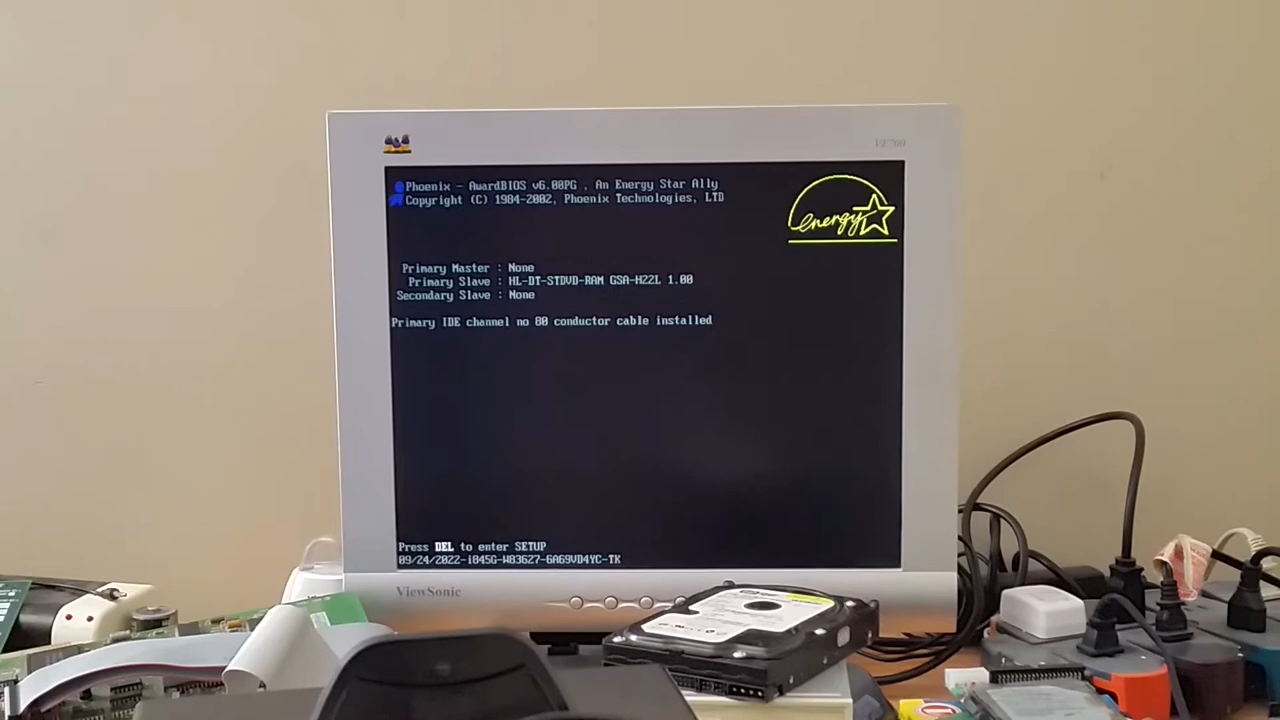 VE700
Phoenix - AwardBIOS v6.00PG , An Energy Star Ally
Copyright (C) 1984-2002, Phoenix Technologies, LTD
energy
Primary Master : None
Primary Slave : HL-DT-STDVD-RAM GSA-H22L 1.00
Secondary Slave : None
Primary IDE channel no 80 conductor cable installed
Press DEL to enter SETUP
09/24/2022-i845G-W83627-6A69VD4YC-TK
ViewSonic